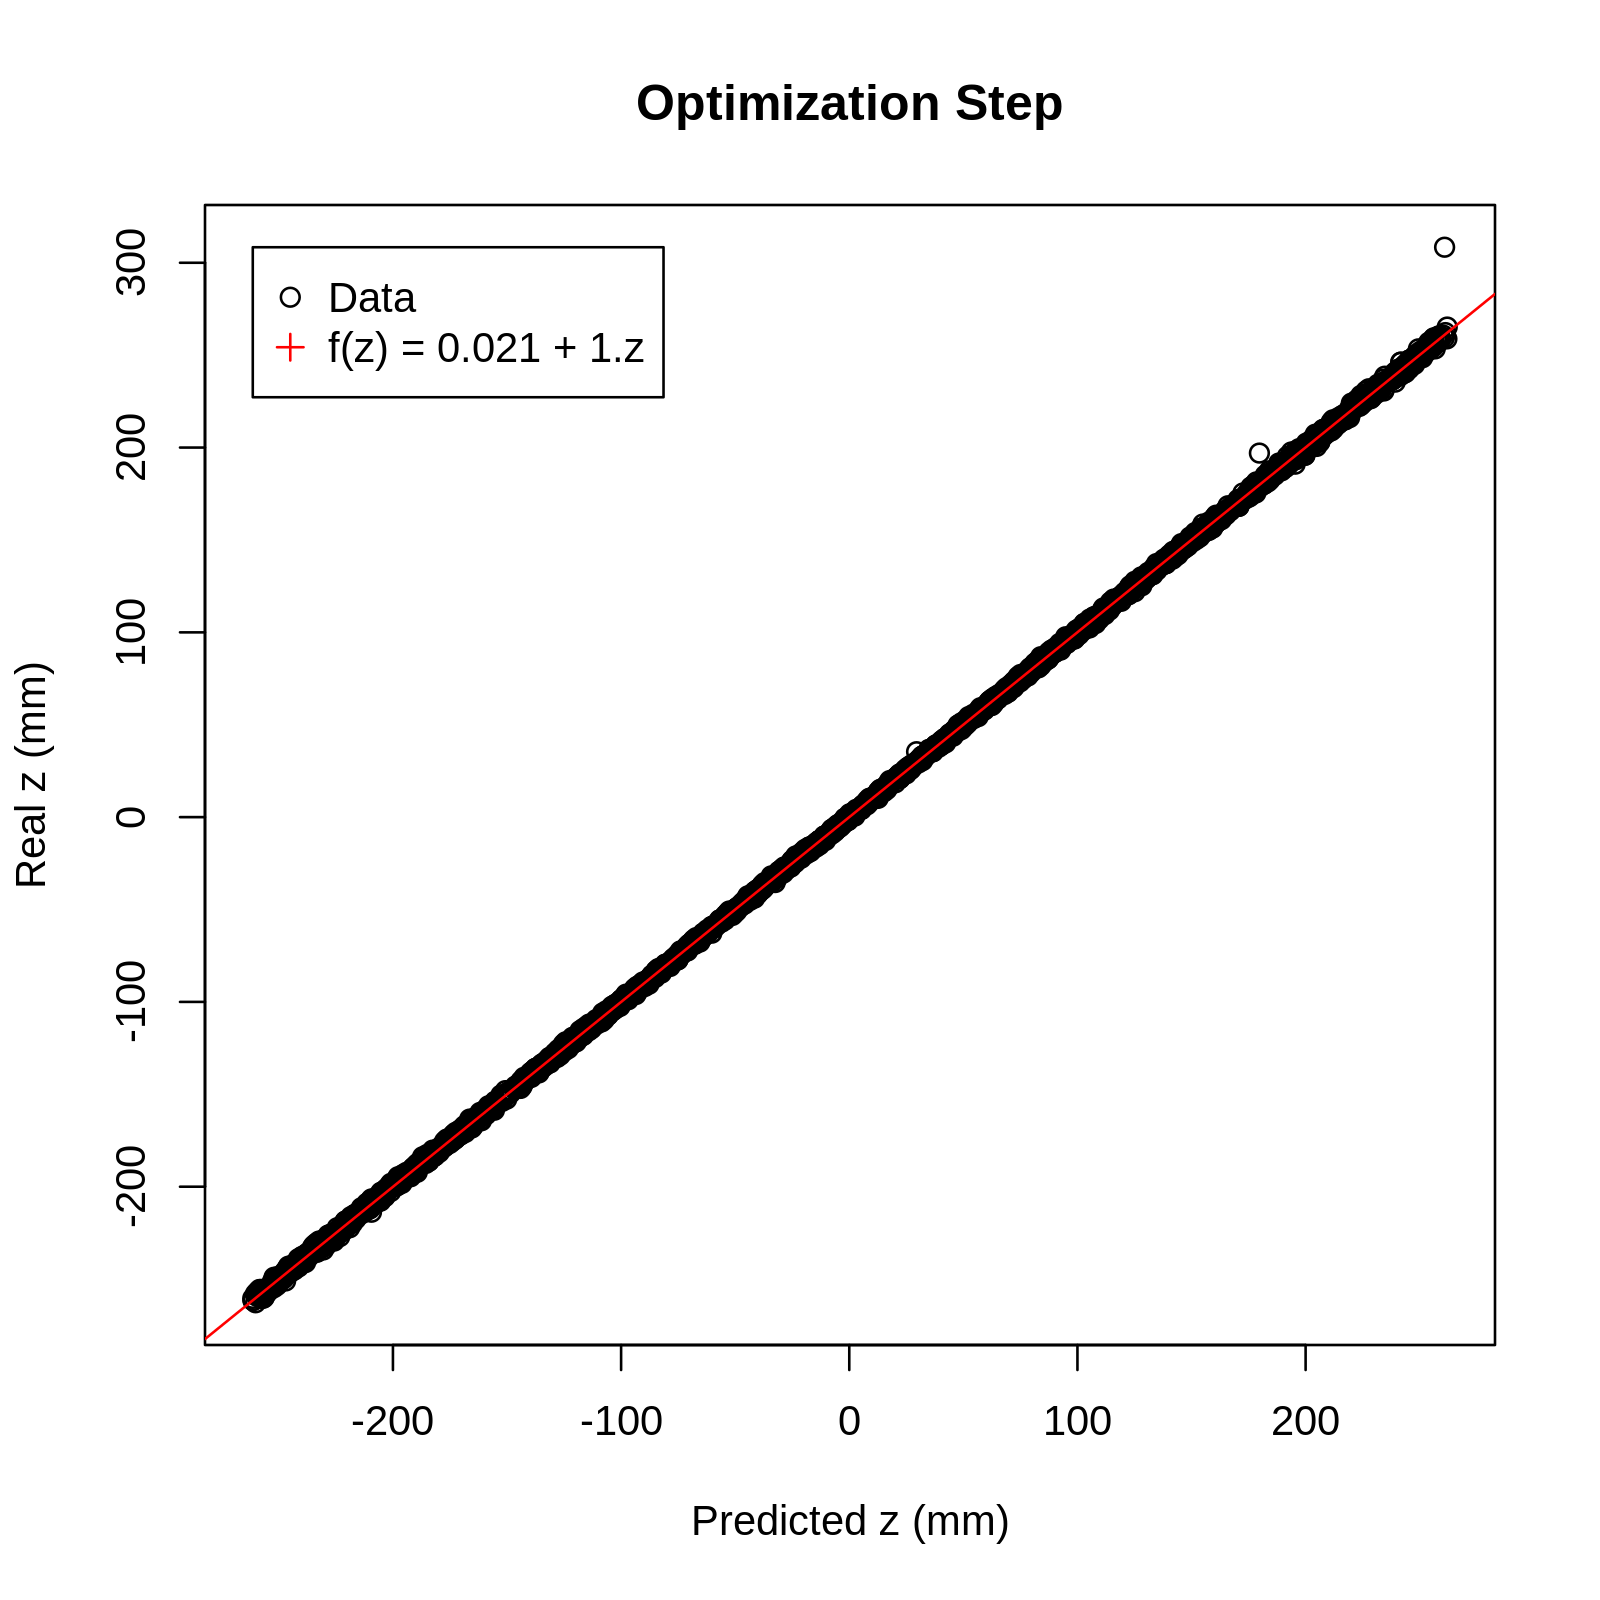 Optimization Step
Data
f(z) = 0.021 + 1.z
300
200
100
0
-100
-200
Real z (mm)
-200 -100 0 100 200
Predicted z (mm)